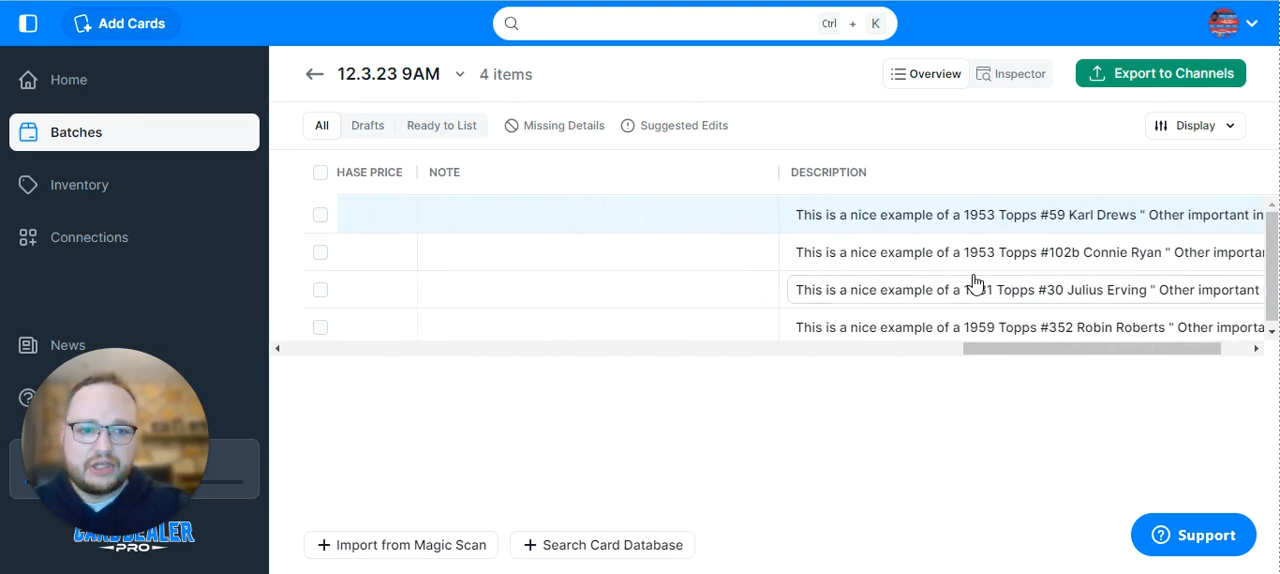 Add Cards
Ctrl + K
Home
Batches
Inventory
Connections
News
CARD DEALER
PRO
12.3.23 9AM
4 items
Overview
Inspector
Export to Channels
All
Drafts
Ready to List
Missing Details
Suggested Edits
Display
HASE PRICE
NOTE
DESCRIPTION
This is a nice example of a 1953 Topps #59 Karl Drews " Other important in
This is a nice example of a 1953 Topps #102b Connie Ryan " Other importa
This is a nice example of a Topps #30 Julius Erving " Other important
This is a nice example of a 1959 Topps #352 Robin Roberts " Other importa
+ Import from Magic Scan
+ Search Card Database
Support